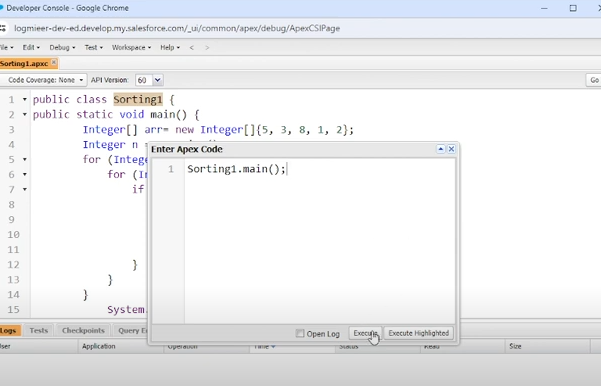 Developer Console - Google Chrome
logmieer-dev-ed.develop.my.salesforce.com/_ui/common/apex/debug/ApexCSIPage
Edit Debug Test Workspace Help < >
Sorting1.apxc
Code Coverage: None API Version: 60 Go
1 public class Sorting1 {
2 public static void main() {
3 Integer[] arr= new Integer[]{5, 3, 8, 1, 2};
4 Integer n
5 for
6 for
7 if
8
9
10
11
12 }
13 }
14 }
15 System.
Enter Apex Code
1 Sorting1.main();
Open Log Execute Execute Highlighted
Logs Tests Checkpoints Query
Application Operation Time Status Read Size